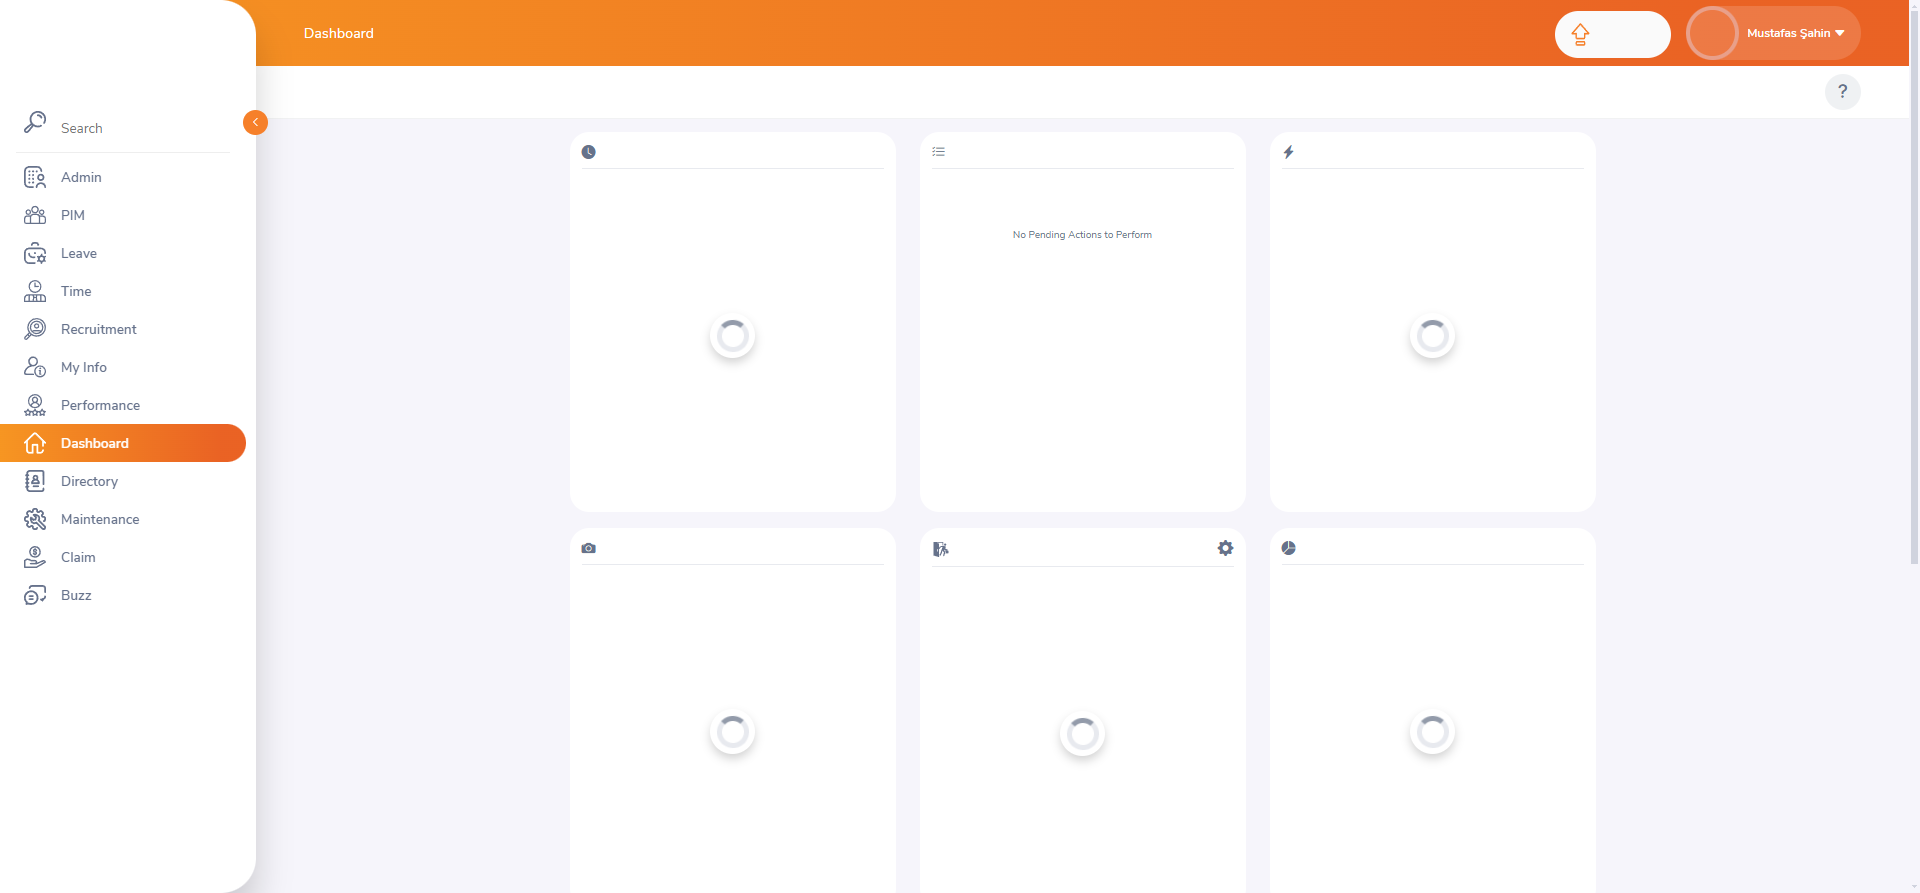 Dashboard
Mustafas Şahin
?
Search
Admin
PIM
Leave
Time
Recruitment
My Info
Performance
Dashboard
Directory
Maintenance
Claim
Buzz
No Pending Actions to Perform